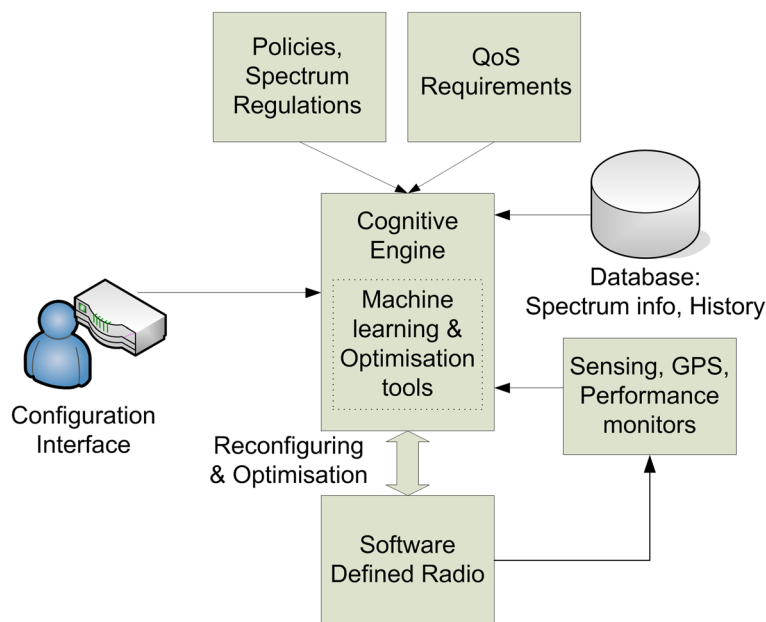 Policies,
Spectrum
Regulations
QoS
Requirements
Cognitive
Engine
Machine
learning &
Optimisation
tools
Database:
Spectrum info, History
Configuration
Interface
Sensing, GPS,
Performance
monitors
Reconfiguring
& Optimisation
Software
Defined Radio